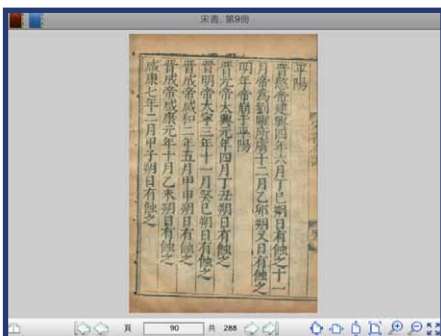 宋書. 第9冊
平陽
晉愍帝建興四年六月丁巳朔日有蝕之十一
月帝爲劉曜所虜十二月乙卯朔又日有蝕之
明年帝崩于平陽
晉元帝太興元年四月丁丑朔日有蝕之
晉明帝太寧三年十一月癸巳朔日有蝕之
晉成帝咸和二年五月甲申朔日有蝕之
晉成帝咸康元年十月乙未朔日有蝕之
咸康七年二月甲子朔日有蝕之
頁 90 共 288